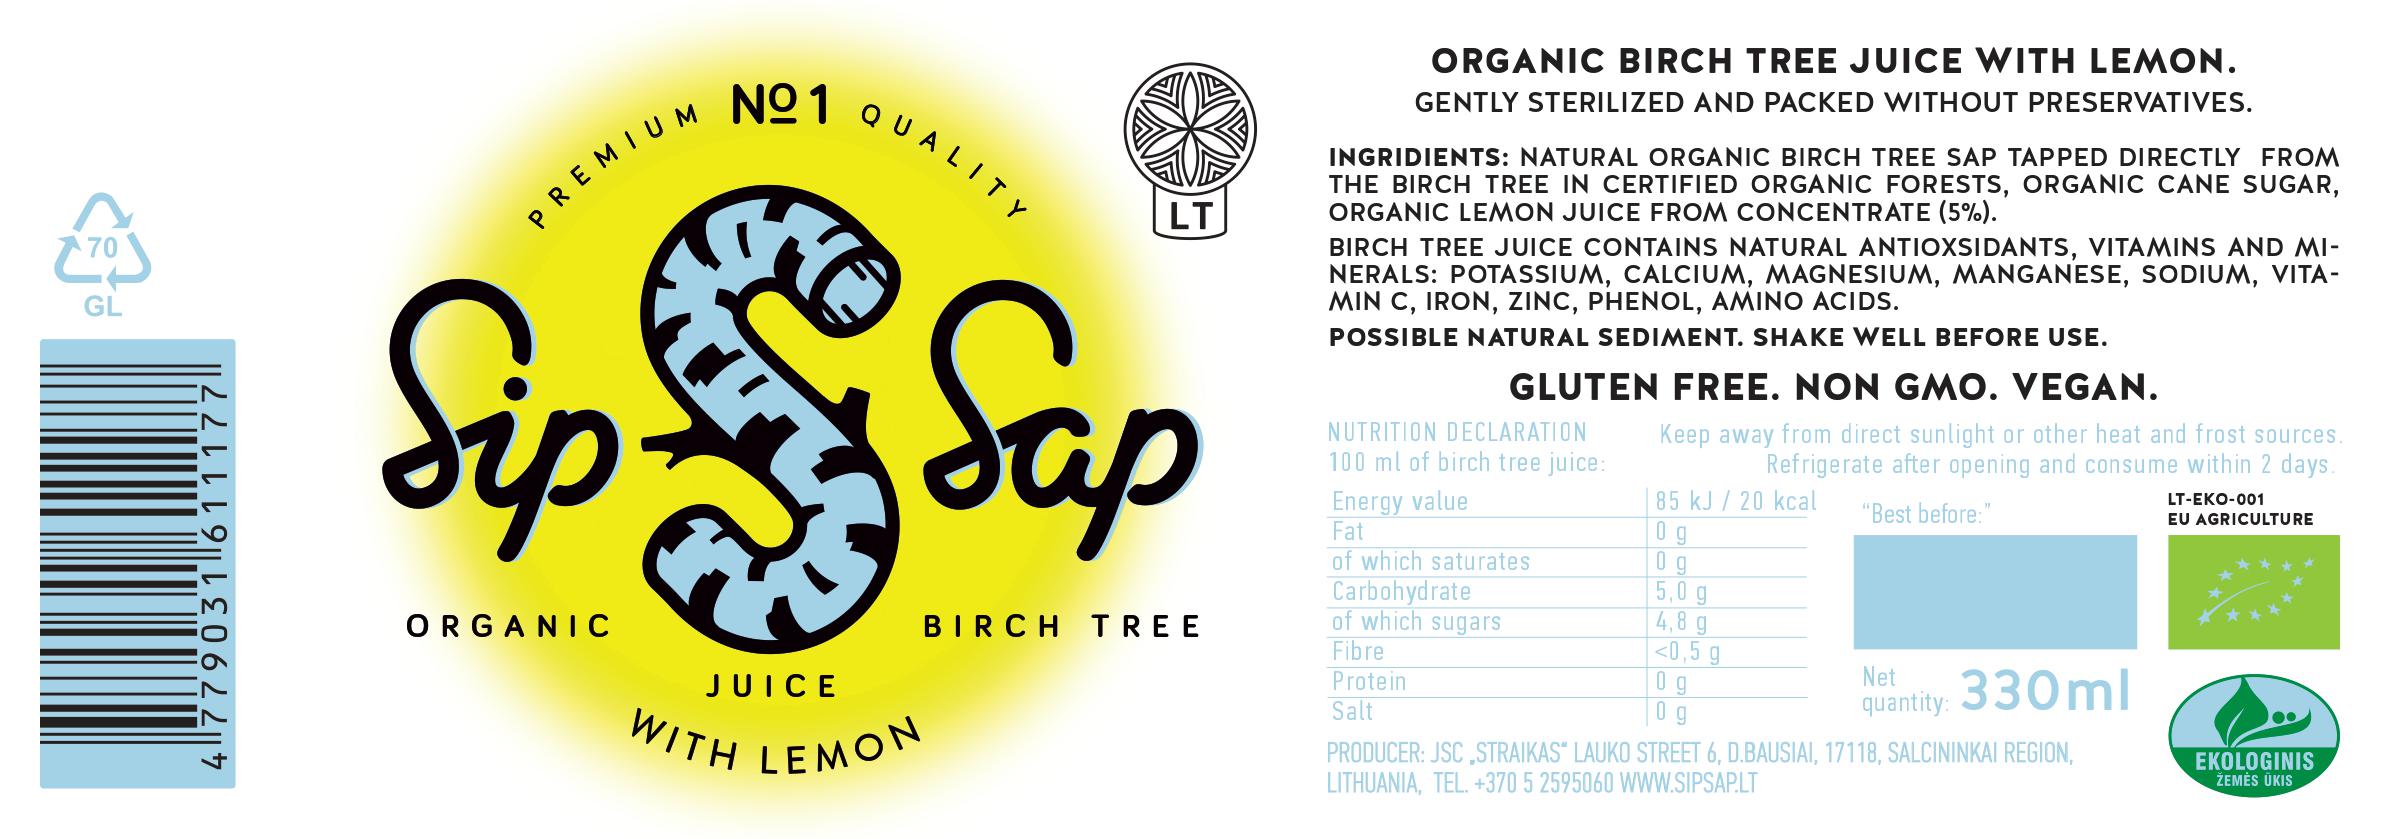 70
GL
4 779031 611177
PREMIUM Nº1 QUALITY
Sip Sap
ORGANIC BIRCH TREE
JUICE
WITH LEMON
LT
ORGANIC BIRCH TREE JUICE WITH LEMON.
GENTLY STERILIZED AND PACKED WITHOUT PRESERVATIVES.
INGRIDIENTS: NATURAL ORGANIC BIRCH TREE SAP TAPPED DIRECTLY FROM
THE BIRCH TREE IN CERTIFIED ORGANIC FORESTS, ORGANIC CANE SUGAR,
ORGANIC LEMON JUICE FROM CONCENTRATE (5%).
BIRCH TREE JUICE CONTAINS NATURAL ANTIOXSIDANTS, VITAMINS AND MI-
NERALS: POTASSIUM, CALCIUM, MAGNESIUM, MANGANESE, SODIUM, VITA-
MIN C, IRON, ZINC, PHENOL, AMINO ACIDS.
POSSIBLE NATURAL SEDIMENT. SHAKE WELL BEFORE USE.
GLUTEN FREE. NON GMO. VEGAN.
NUTRITION DECLARATION
100 ml of birch tree juice:
Keep away from direct sunlight or other heat and frost sources.
Refrigerate after opening and consume within 2 days.
Energy value 85 kJ / 20 kcal
Fat 0 g
of which saturates 0 g
Carbohydrate 5,0 g
of which sugars 4,8 g
Fibre <0,5 g
Protein 0 g
Salt 0 g
“Best before:”
Net
quantity: 330ml
LT-EKO-001
EU AGRICULTURE
EKOLOGINIS
ŽEMĖS ŪKIS
PRODUCER: JSC „STRAIKAS“ LAUKO STREET 6, D.BAUSIAI, 17118, SALCININKAI REGION,
LITHUANIA, TEL. +370 5 2595060 WWW.SIPSAP.LT